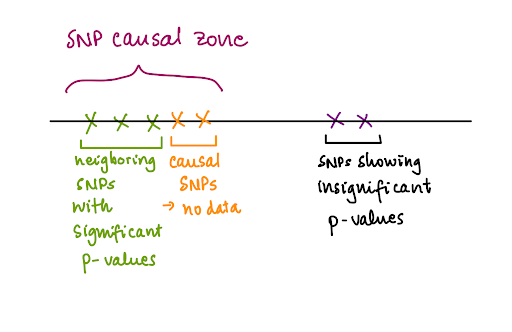 SNP causal zone
neighboring
SNPs
with
significant
p-values
causal
SNPs
→ no data
SNPs showing
insignificant
p-values